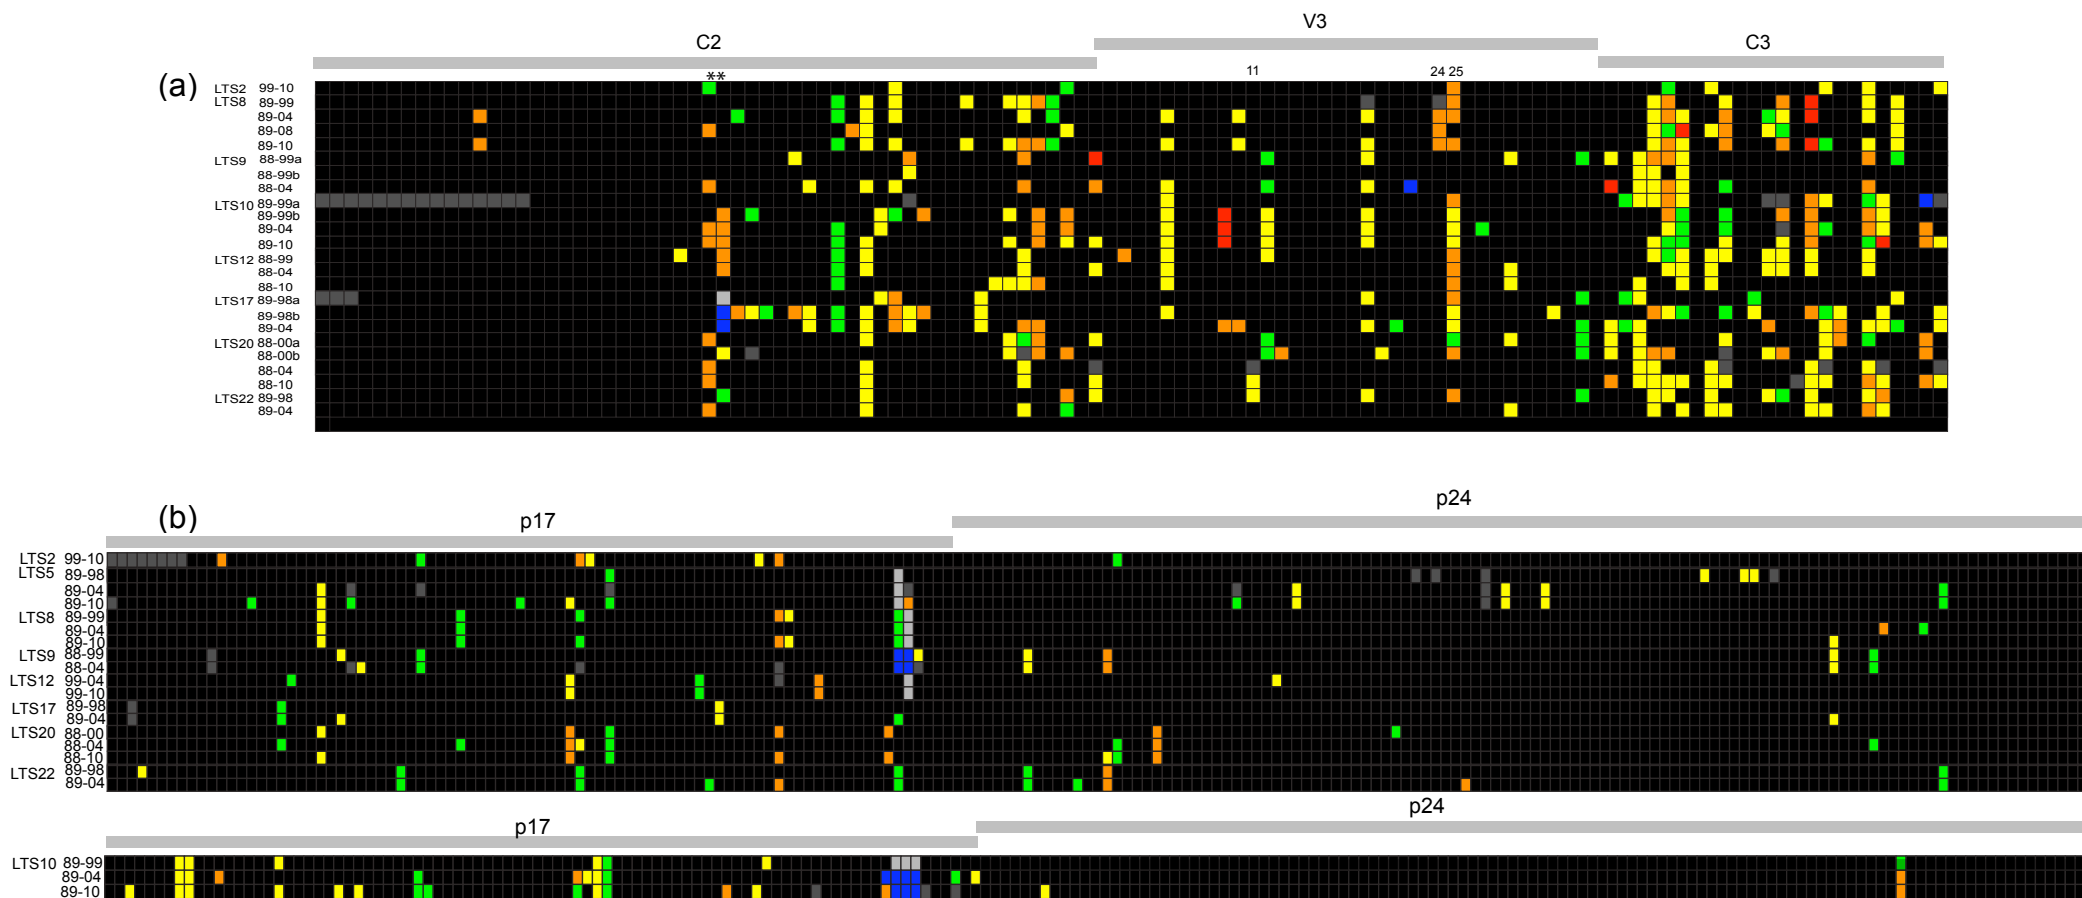 V3
C2
C3
(a)
**
11
24 25
LTS2 99-10
LTS8 89-99
89-04
89-08
89-10
LTS9 88-99a
88-99b
88-04
LTS10 89-99a
89-99b
89-04
89-10
LTS12 88-99
88-04
88-10
LTS17 89-98a
89-98b
89-04
LTS20 88-00a
88-00b
88-04
88-10
LTS22 89-98
89-04
(b)
p17
p24
LTS2 99-10
LTS5 89-98
89-04
89-10
LTS8 89-99
89-04
89-10
LTS9 88-99
88-04
LTS12 99-04
99-10
LTS17 89-98
89-04
LTS20 88-00
88-04
88-10
LTS22 89-98
89-04
p17
p24
LTS10 89-99
89-04
89-10